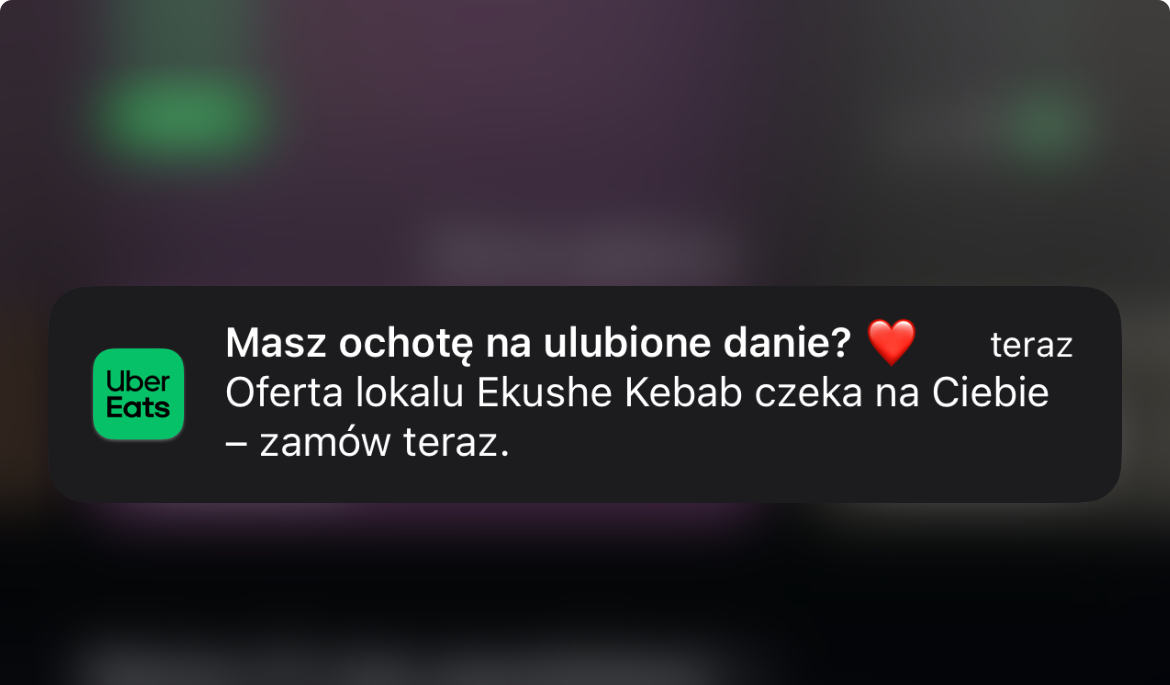 Uber
Eats
Masz ochotę na ulubione danie? ❤️
teraz
Oferta lokalu Ekushe Kebab czeka na Ciebie
– zamów teraz.